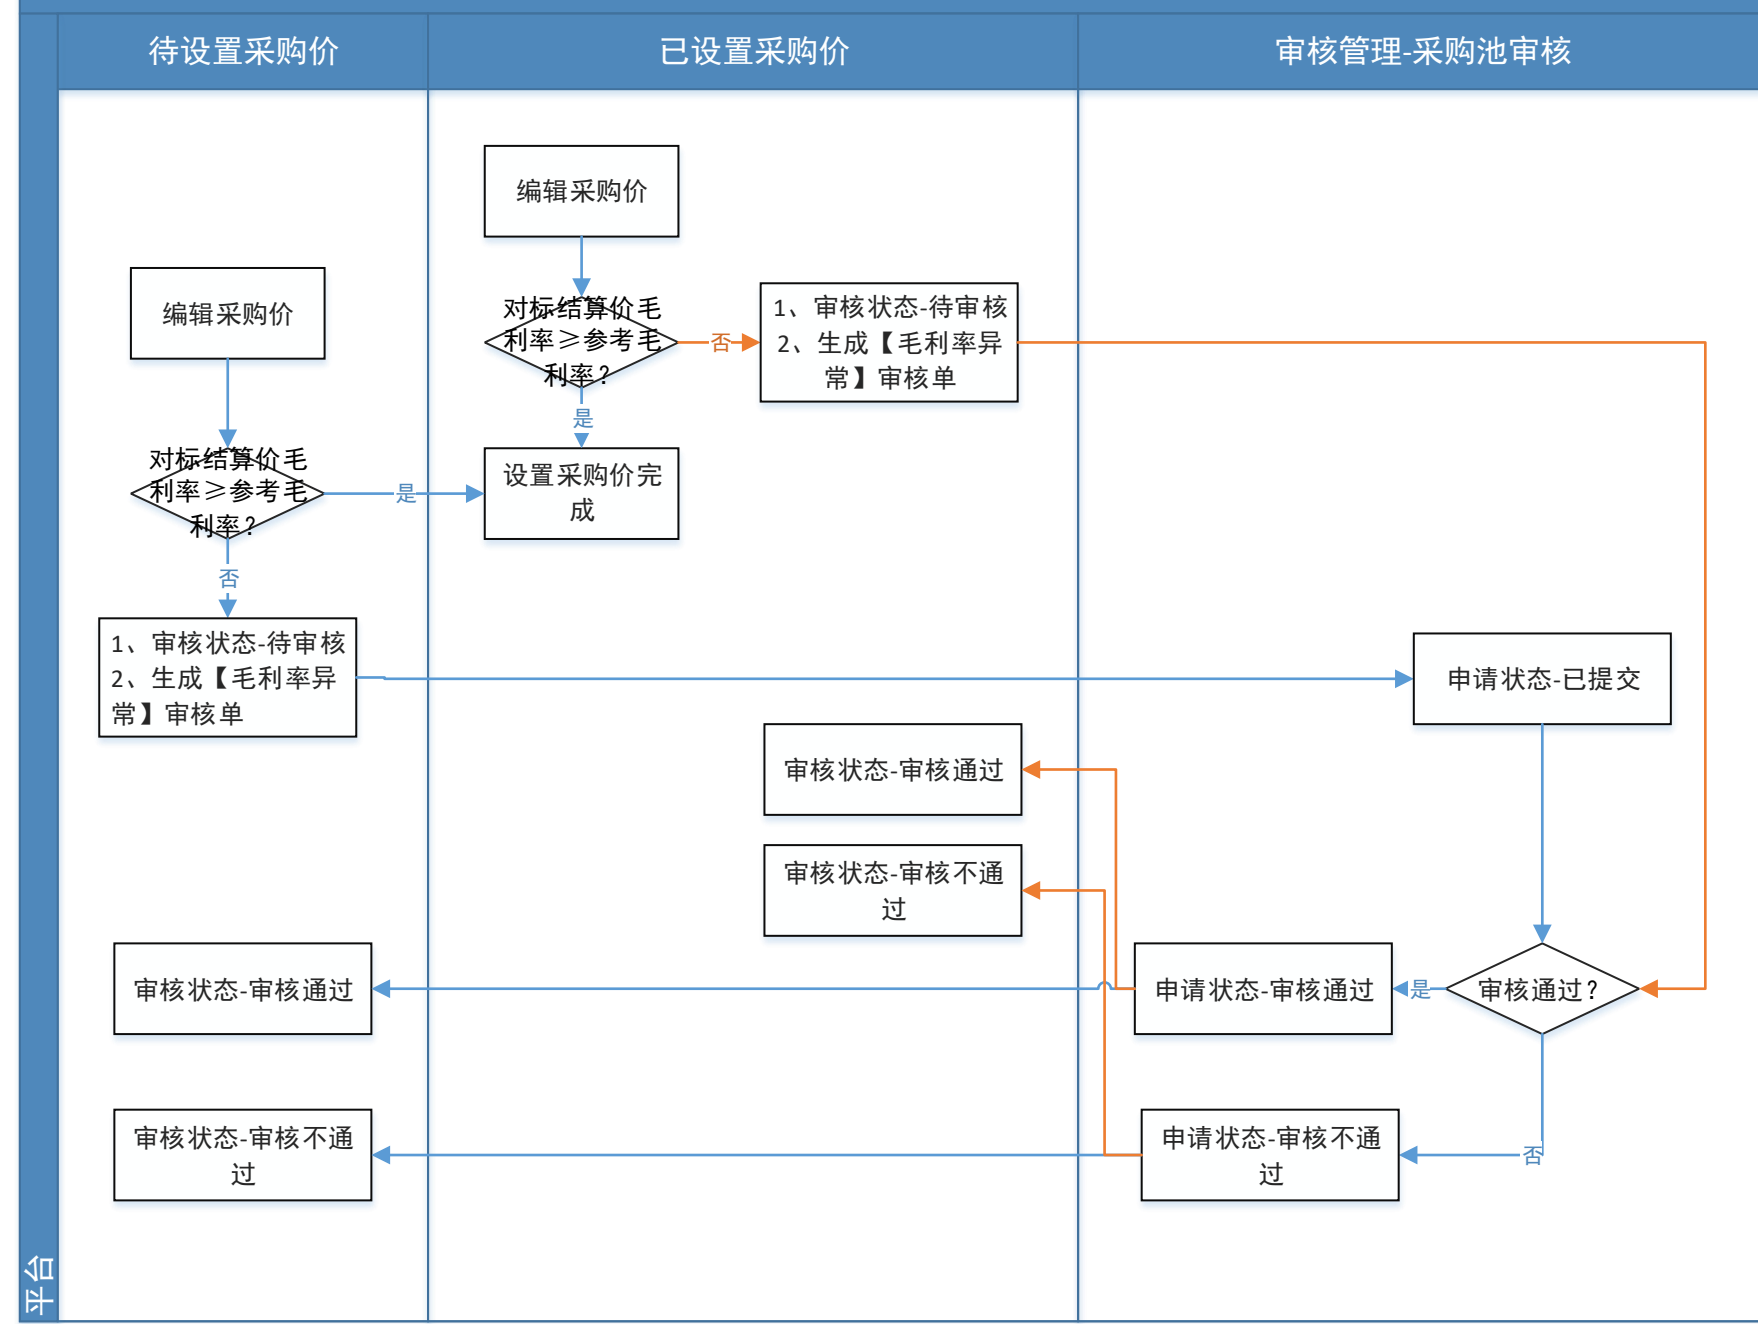 待设置采购价
已设置采购价
审核管理-采购池审核
平台
编辑采购价
对标结算价毛
利率≥参考毛
利率？
否
1、审核状态-待审核
2、生成【毛利率异
常】审核单
是
设置采购价完
成
编辑采购价
对标结算价毛
利率≥参考毛
利率？
是
否
1、审核状态-待审核
2、生成【毛利率异
常】审核单
申请状态-已提交
审核状态-审核通过
审核状态-审核不通
过
审核状态-审核通过
申请状态-审核通过
是
审核通过？
审核状态-审核不通
过
申请状态-审核不通
过
否